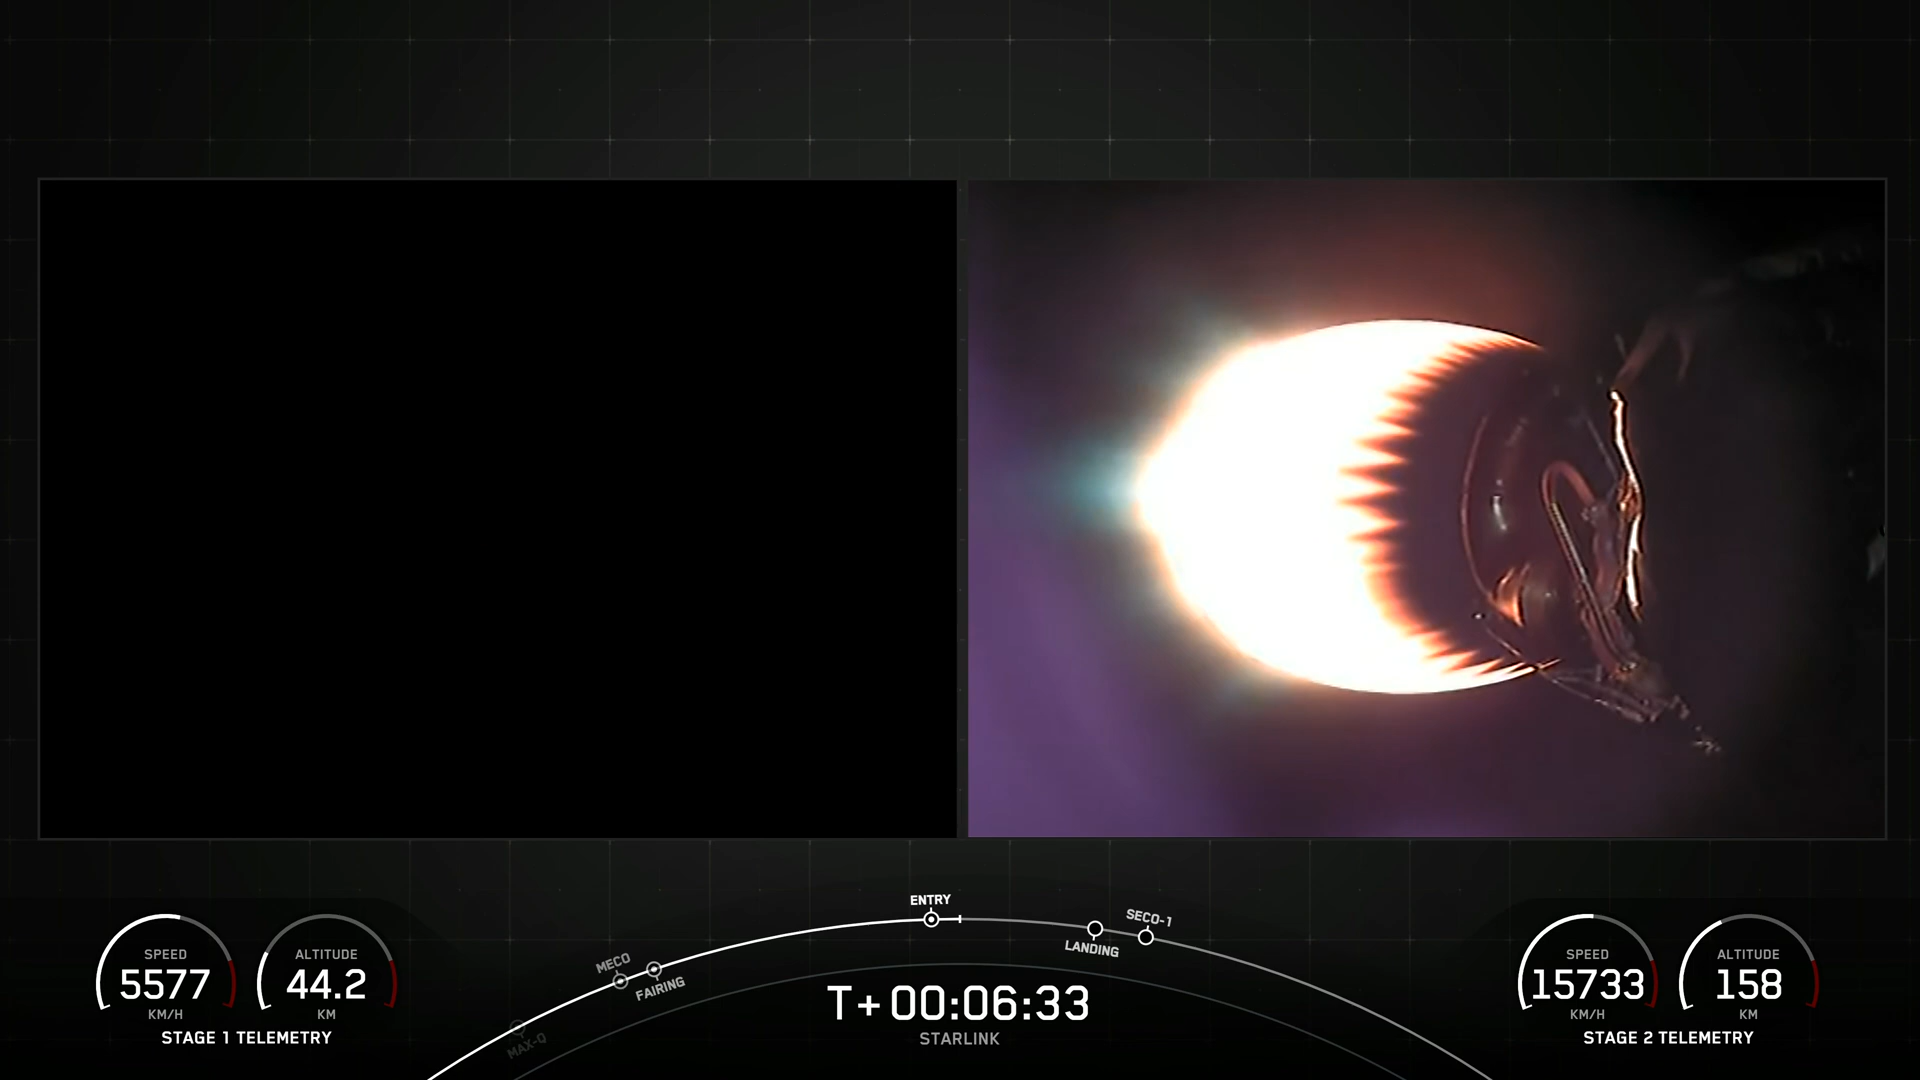 ENTRY
SECO-1
LANDING
MECO
FAIRING
MAX-Q
SPEED
5577
KM/H
ALTITUDE
44.2
KM
STAGE 1 TELEMETRY
T+00:06:33
STARLINK
SPEED
15733
KM/H
ALTITUDE
158
KM
STAGE 2 TELEMETRY